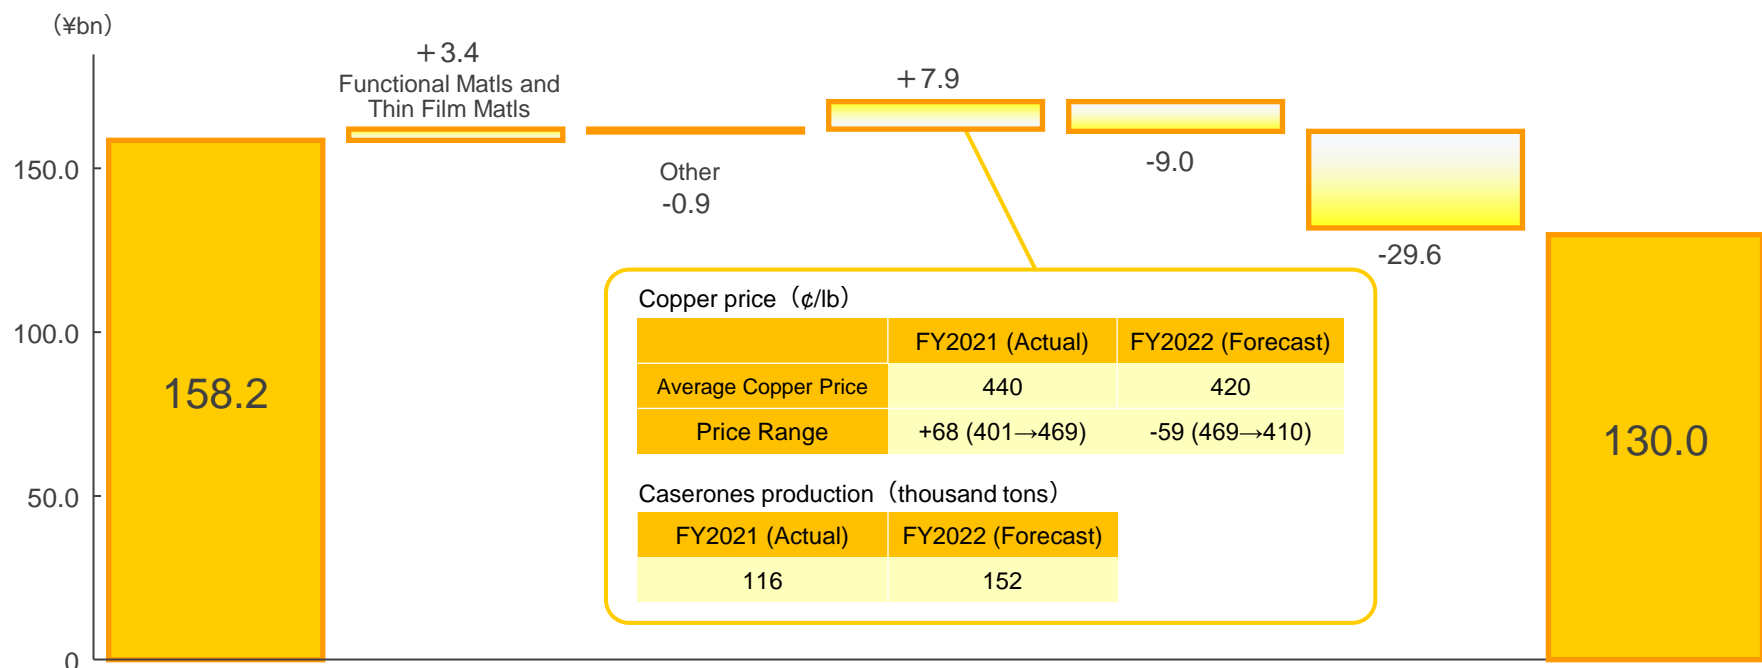 （¥bn）
＋3.4
Functional Matls and
Thin Film Matls
＋7.9
Other
-0.9
-9.0
-29.6
150.0
100.0
50.0
0
158.2
130.0
Copper price（¢/lb）
FY2021 (Actual) FY2022 (Forecast)
Average Copper Price 440 420
Price Range +68 (401→469) -59 (469→410)
Caserones production（thousand tons）
FY2021 (Actual) FY2022 (Forecast)
116 152